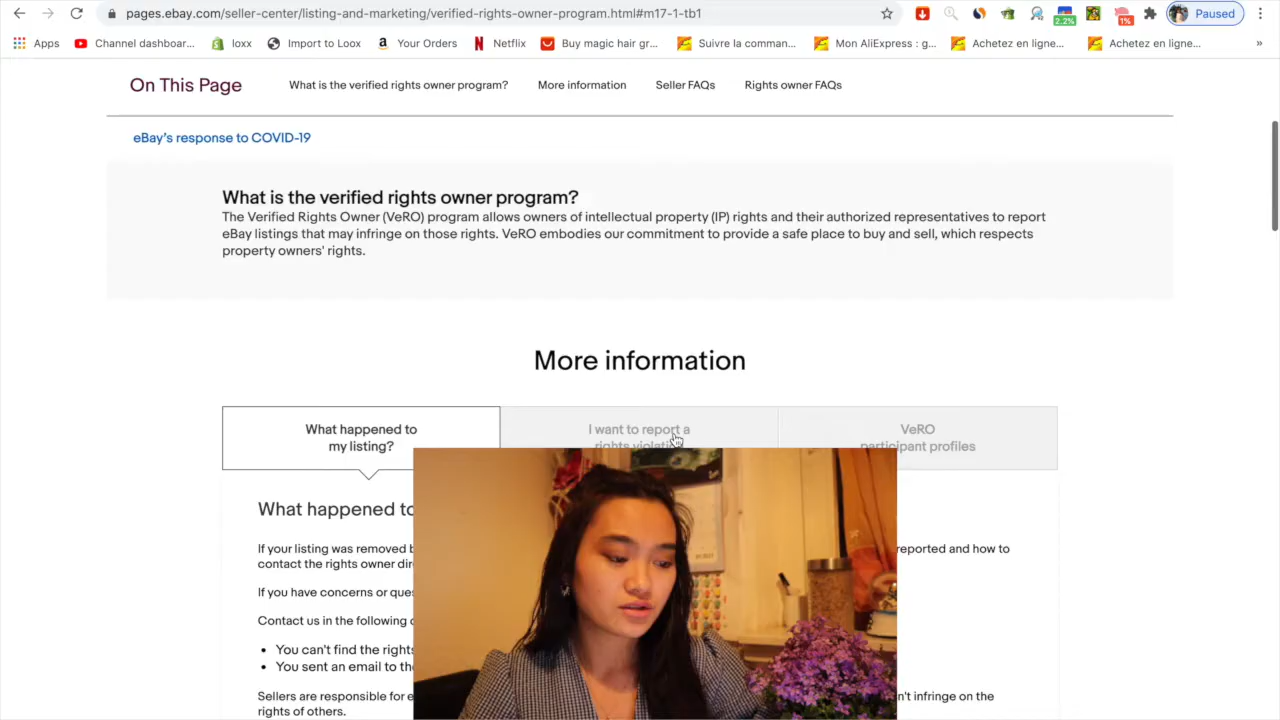 pages.ebay.com/seller-center/listing-and-marketing/verified-rights-owner-program.html#m17-1-tb1
2.2%
1%
Paused
Apps
Channel dashboar...
loxx
Import to Loox
Your Orders
Netflix
Buy magic hair gr...
Suivre la comman...
Mon AliExpress : g...
Achetez en ligne...
Achetez en ligne...
»
On This Page
What is the verified rights owner program?
More information
Seller FAQs
Rights owner FAQs
eBay's response to COVID-19
What is the verified rights owner program?
The Verified Rights Owner (VeRO) program allows owners of intellectual property (IP) rights and their authorized representatives to report
eBay listings that may infringe on those rights. VeRO embodies our commitment to provide a safe place to buy and sell, which respects
property owners' rights.
More information
What happened to
my listing?
I want to report a
rights violati
VeRO
participant profiles
What happened to
If your listing was removed b
reported and how to
contact the rights owner dir
If you have concerns or que
Contact us in the following c
• You can't find the rights
• You sent an email to the
Sellers are responsible for e
n't infringe on the
rights of others.